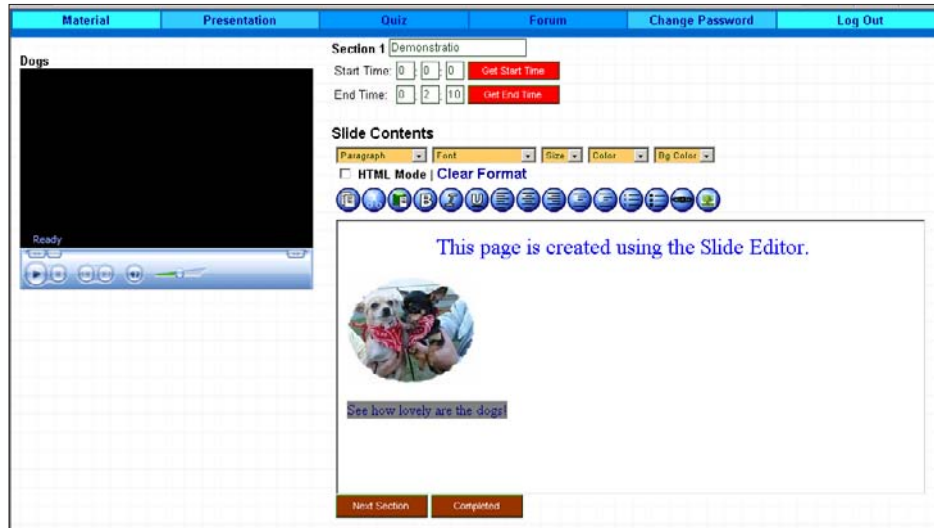 Material Presentation Quiz Forum Change Password Log Out
Dogs
Ready
Section 1 Demonstratio
Start Time: 0 : 0 : 0 Get Start Time
End Time: 0 : 2 : 10 Get End Time
Slide Contents
Paragraph Font Size Color Bg Color
HTML Mode | Clear Format
B I U
This page is created using the Slide Editor.
See how lovely are the dogs!
Next Section Completed